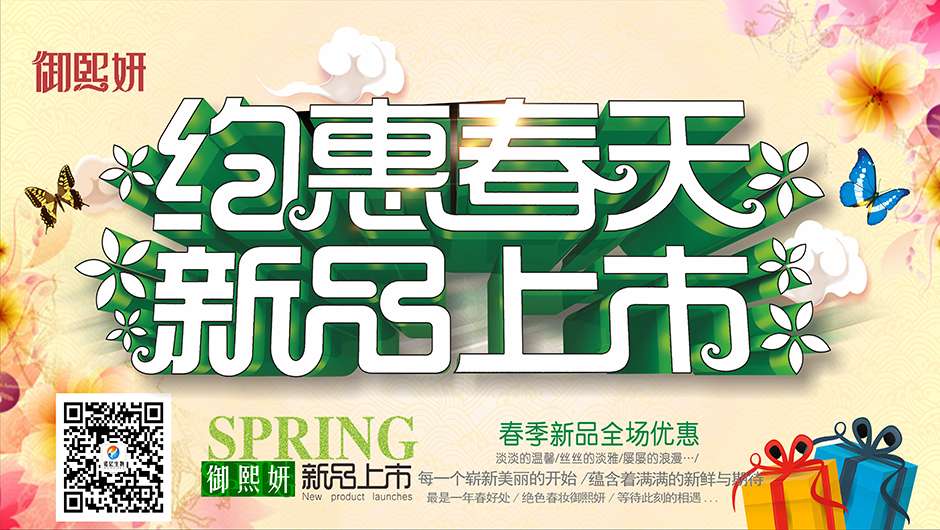 御熙妍
约惠春天
新品上市
SPRING
御熙妍 新品上市
New product launches
春季新品全场优惠
淡淡的温馨/丝丝的淡雅/屡屡的浪漫…/
每一个崭新美丽的开始/蕴含着满满的新鲜与期待
最是一年春好处/绝色春妆御熙妍/等待此刻的相遇...